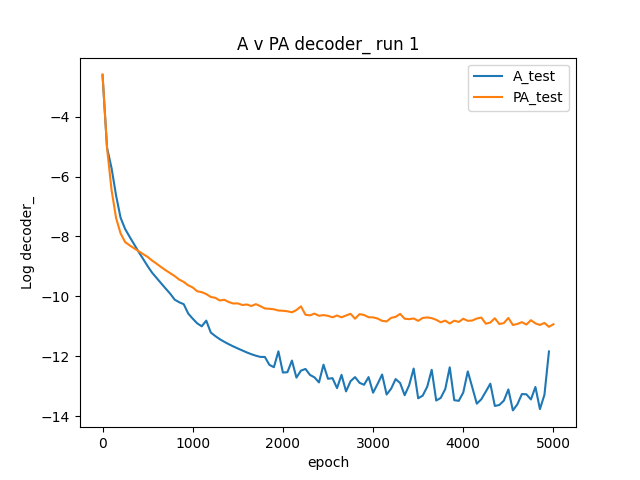 A v PA decoder_ run 1
A_test
PA_test
Log decoder_
−4
−6
−8
−10
−12
−14
0
1000
2000
3000
4000
5000
epoch